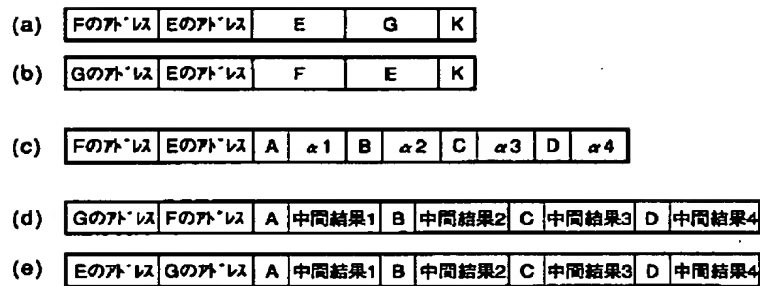 (a) Fのアドレス Eのアドレス E G K
(b) Gのアドレス Eのアドレス F E K
(c) Fのアドレス Eのアドレス A α1 B α2 C α3 D α4
(d) Gのアドレス Fのアドレス A 中間結果1 B 中間結果2 C 中間結果3 D 中間結果4
(e) Eのアドレス Gのアドレス A 中間結果1 B 中間結果2 C 中間結果3 D 中間結果4